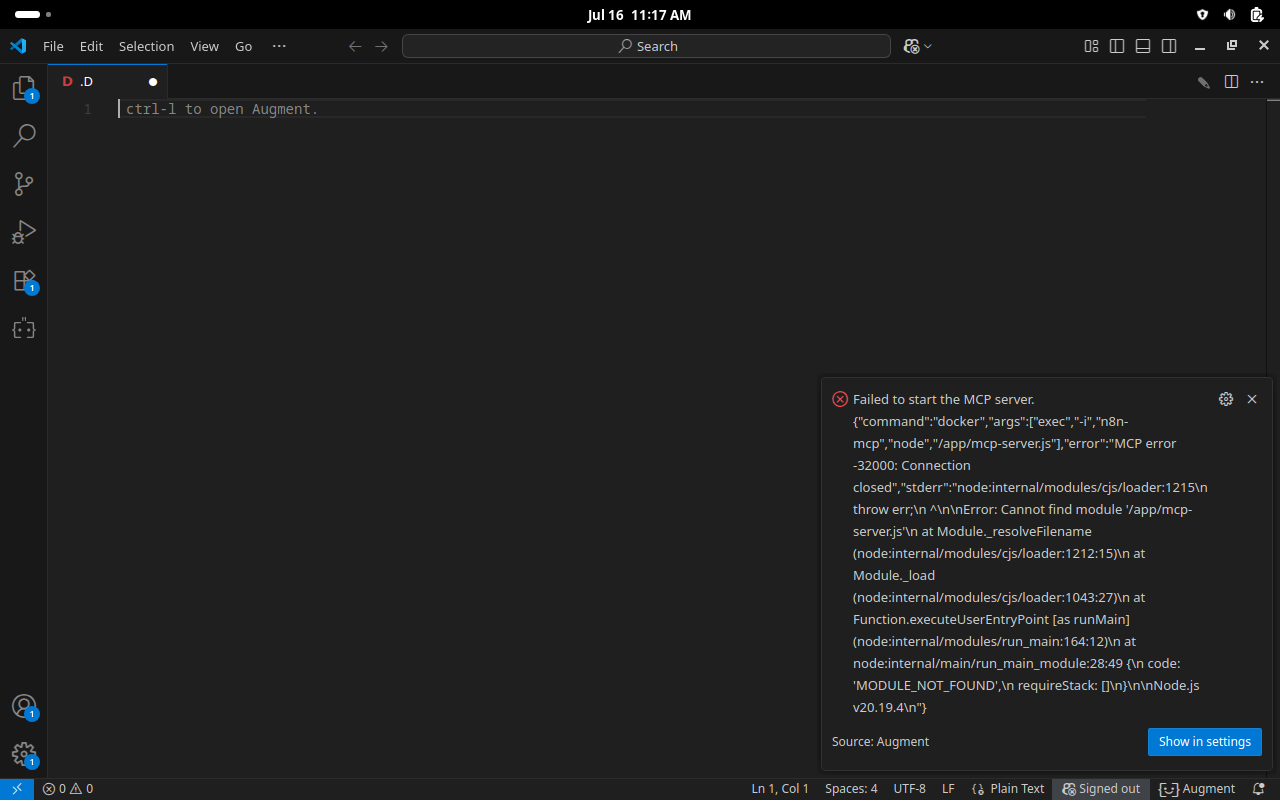 Jul 16 11:17 AM
File Edit Selection View Go ··· Search
D .D
1 ctrl-l to open Augment.
1
1
Failed to start the MCP server.
{"command":"docker","args":["exec","-i","n8n-
mcp","node","/app/mcp-server.js"],"error":"MCP error
-32000: Connection
closed","stderr":"node:internal/modules/cjs/loader:1215\n
throw err;\n ^\n\nError: Cannot find module '/app/mcp-
server.js'\n at Module._resolveFilename
(node:internal/modules/cjs/loader:1212:15)\n at
Module._load
(node:internal/modules/cjs/loader:1043:27)\n at
Function.executeUserEntryPoint [as runMain]
(node:internal/modules/run_main:164:12)\n at
node:internal/main/run_main_module:28:49 {\n code:
'MODULE_NOT_FOUND',\n requireStack: []\n}\n\nNode.js
v20.19.4\n"}
Source: Augment Show in settings
1
1
0 0 Ln 1, Col 1 Spaces: 4 UTF-8 LF Plain Text Signed out Augment